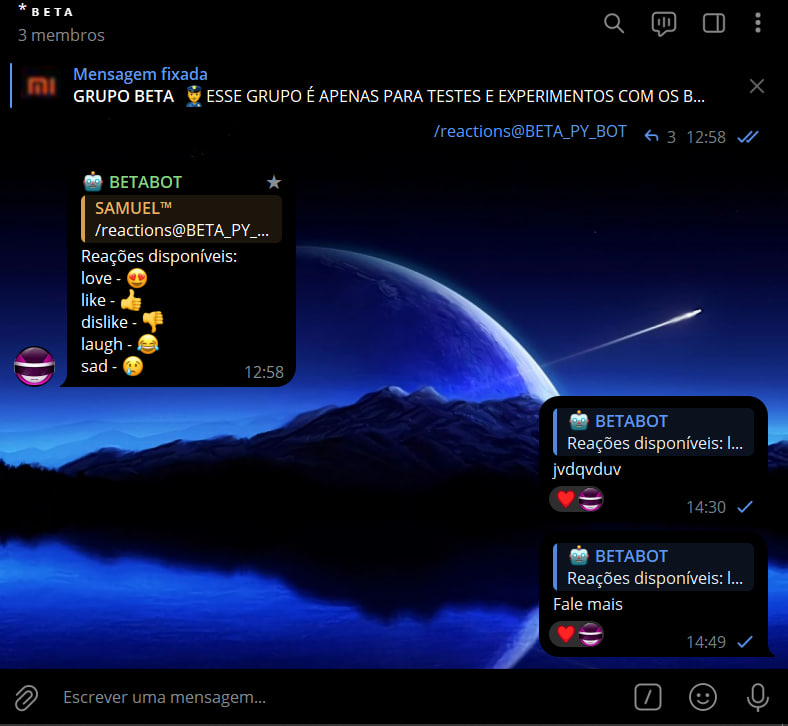 * BETA
3 membros
Mensagem fixada
GRUPO BETA 👮ESSE GRUPO É APENAS PARA TESTES E EXPERIMENTOS COM OS B...
/reactions@BETA_PY_BOT 3 12:58
🤖 BETABOT
SAMUEL™
/reactions@BETA_PY_...
Reações disponíveis:
love - 😍
like - 👍
dislike - 👎
laugh - 😂
sad - 😢
12:58
🤖 BETABOT
Reações disponíveis: l...
jvdqvduv
14:30
🤖 BETABOT
Reações disponíveis: l...
Fale mais
14:49
Escrever uma mensagem...